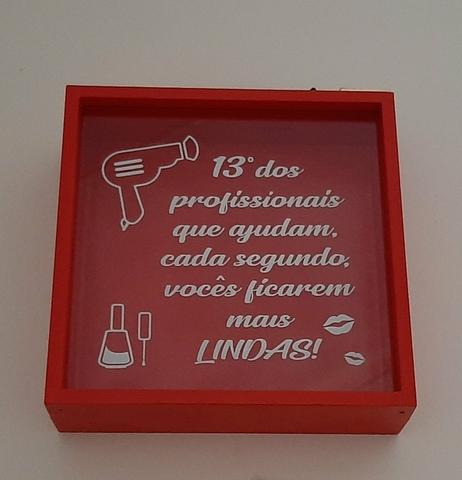 13° dos
profissionais
que ajudam,
cada segundo,
vocês ficarem
mais
LINDAS!